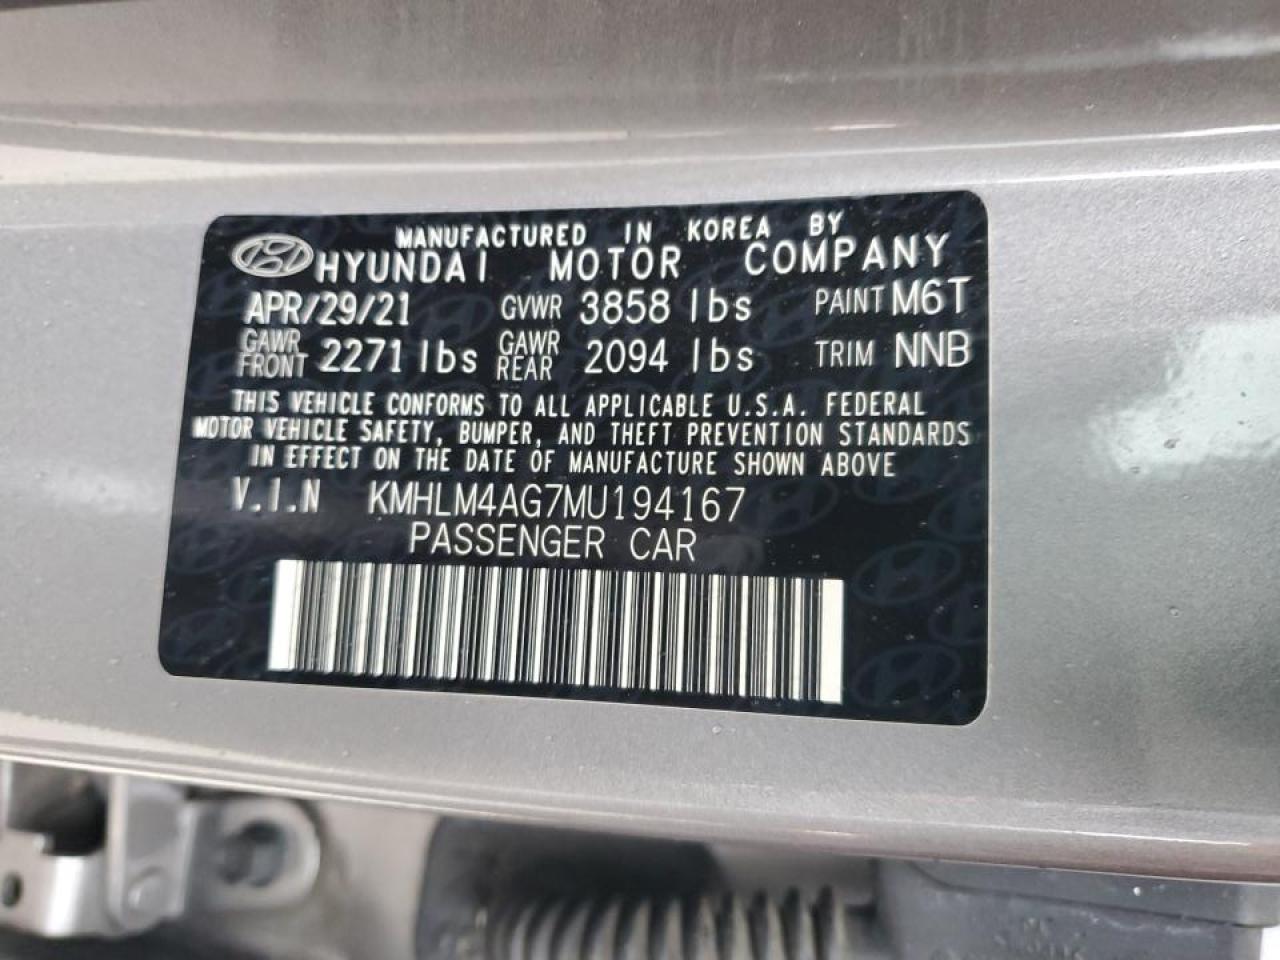 MANUFACTURED IN KOREA BY
HYUNDAI MOTOR COMPANY
APR/29/21 GVWR 3858 lbs PAINT M6T
GAWR FRONT 2271 lbs GAWR REAR 2094 lbs TRIM NNB
THIS VEHICLE CONFORMS TO ALL APPLICABLE U.S.A. FEDERAL
MOTOR VEHICLE SAFETY, BUMPER, AND THEFT PREVENTION STANDARDS
IN EFFECT ON THE DATE OF MANUFACTURE SHOWN ABOVE
V.I.N KMHLM4AG7MU194167
PASSENGER CAR